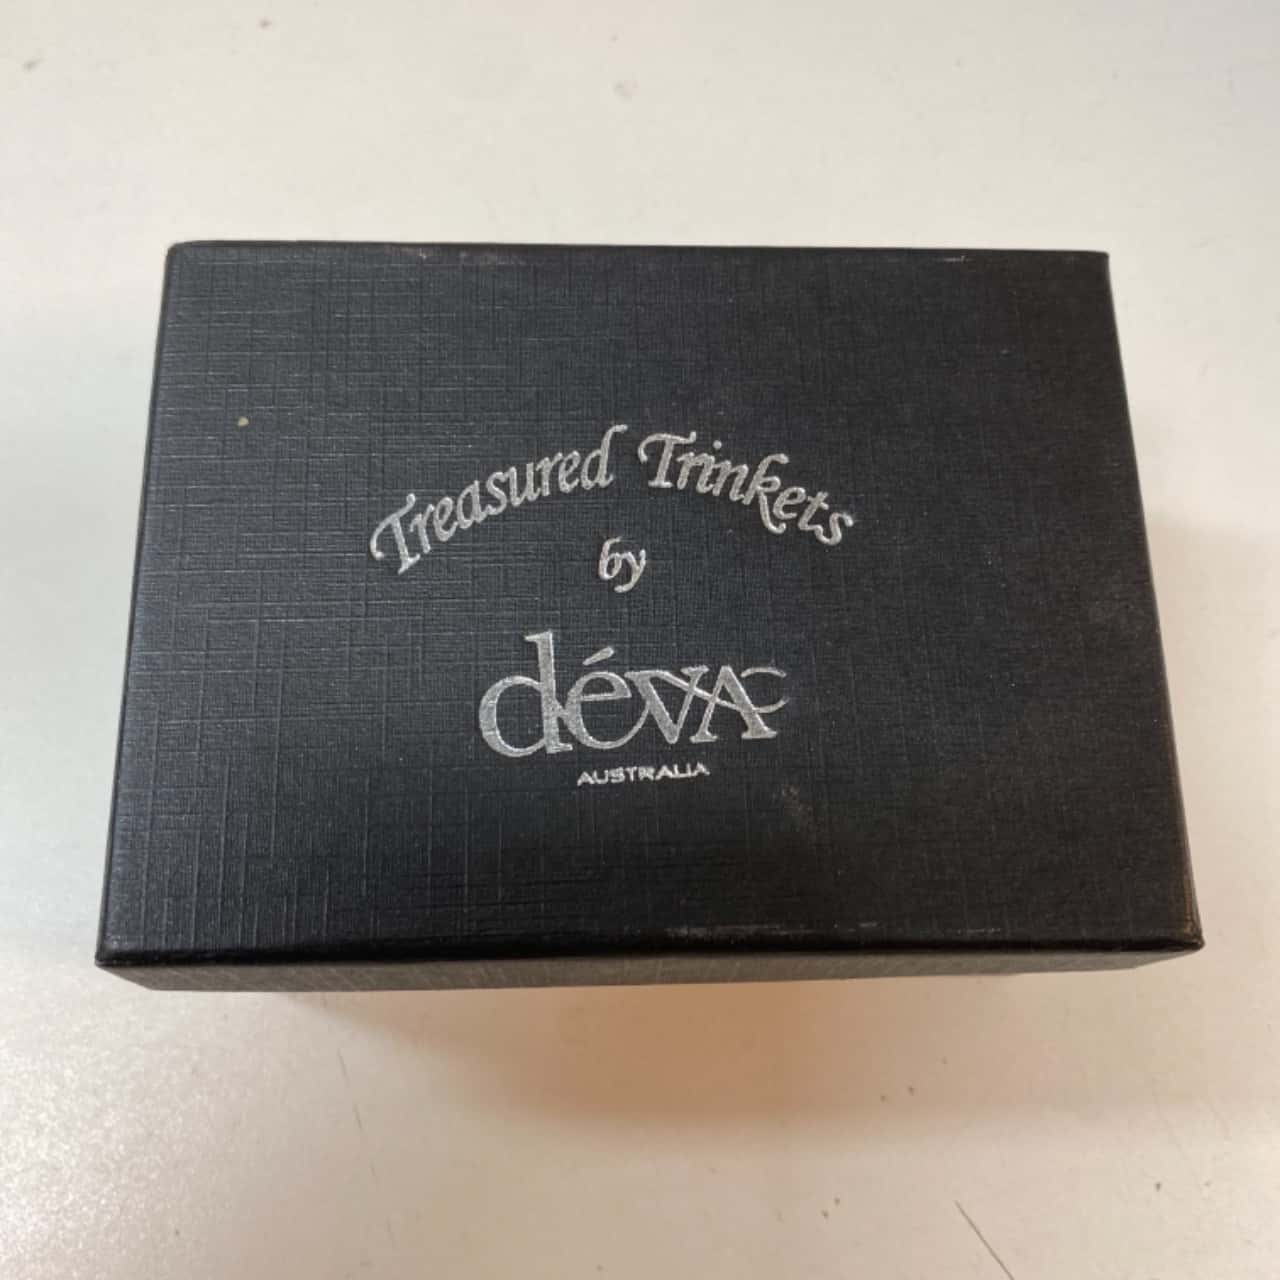 Treasured Trinkets
by
dévA
AUSTRALIA